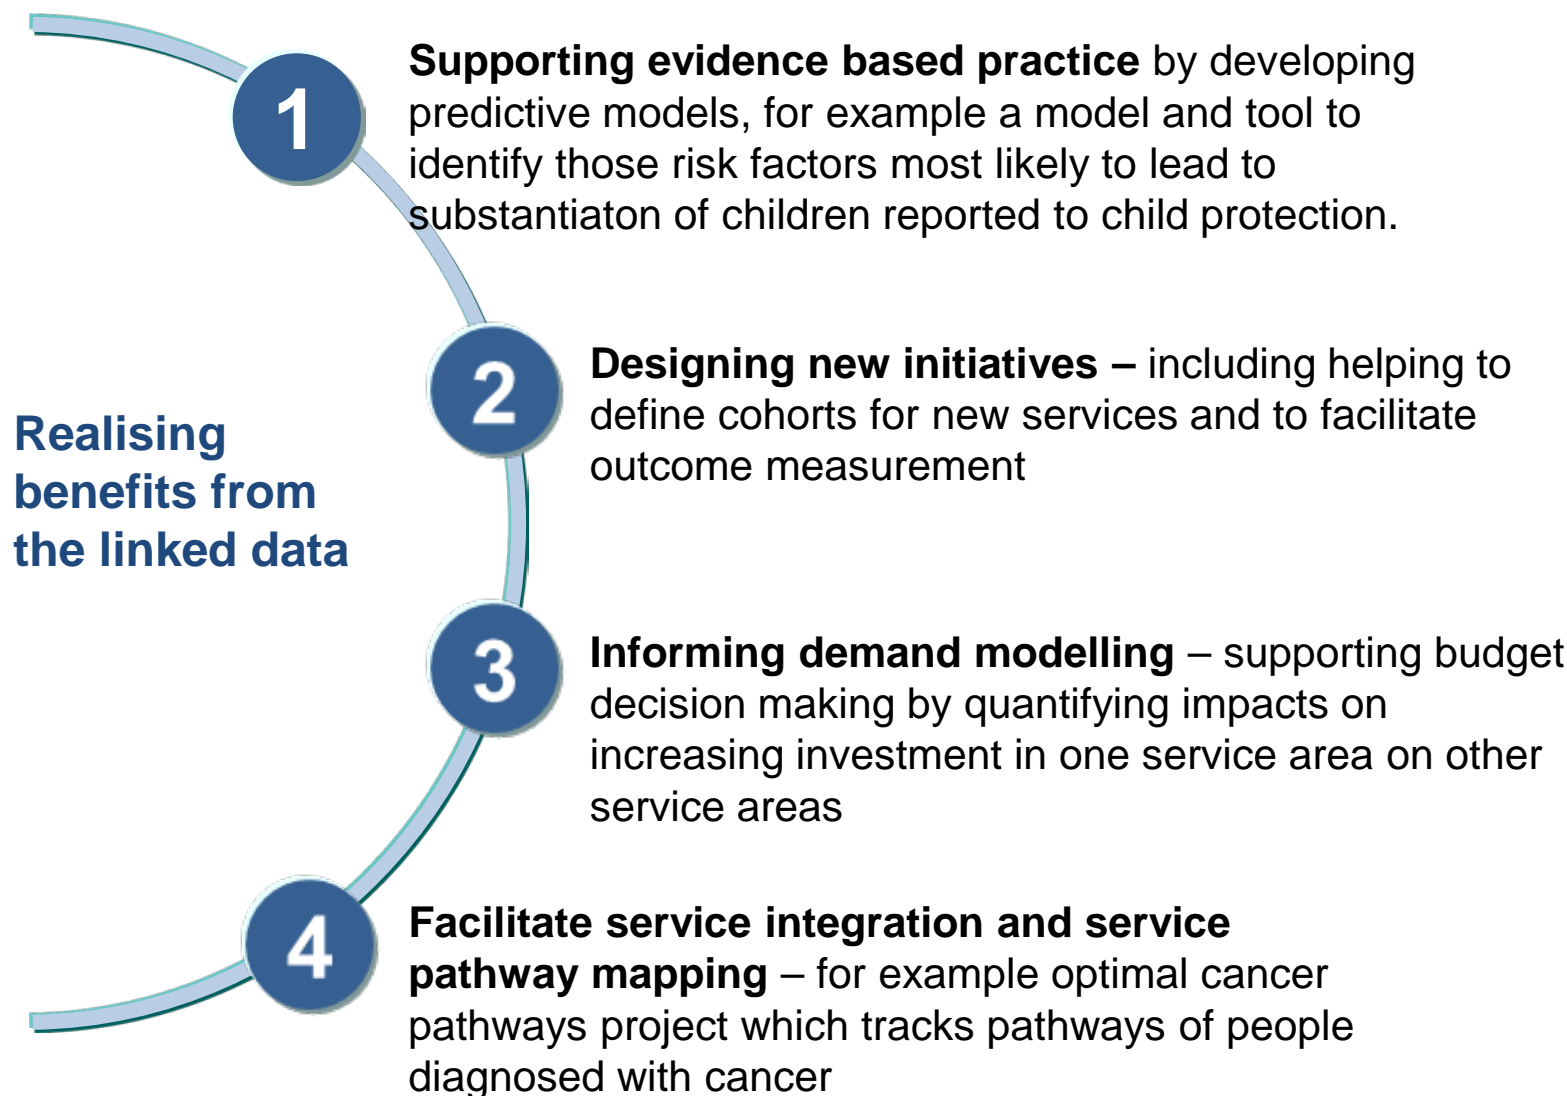 Realising
benefits from
the linked data
1
Supporting evidence based practice by developing
predictive models, for example a model and tool to
identify those risk factors most likely to lead to
substantiaton of children reported to child protection.
2
Designing new initiatives – including helping to
define cohorts for new services and to facilitate
outcome measurement
3
Informing demand modelling – supporting budget
decision making by quantifying impacts on
increasing investment in one service area on other
service areas
4
Facilitate service integration and service
pathway mapping – for example optimal cancer
pathways project which tracks pathways of people
diagnosed with cancer